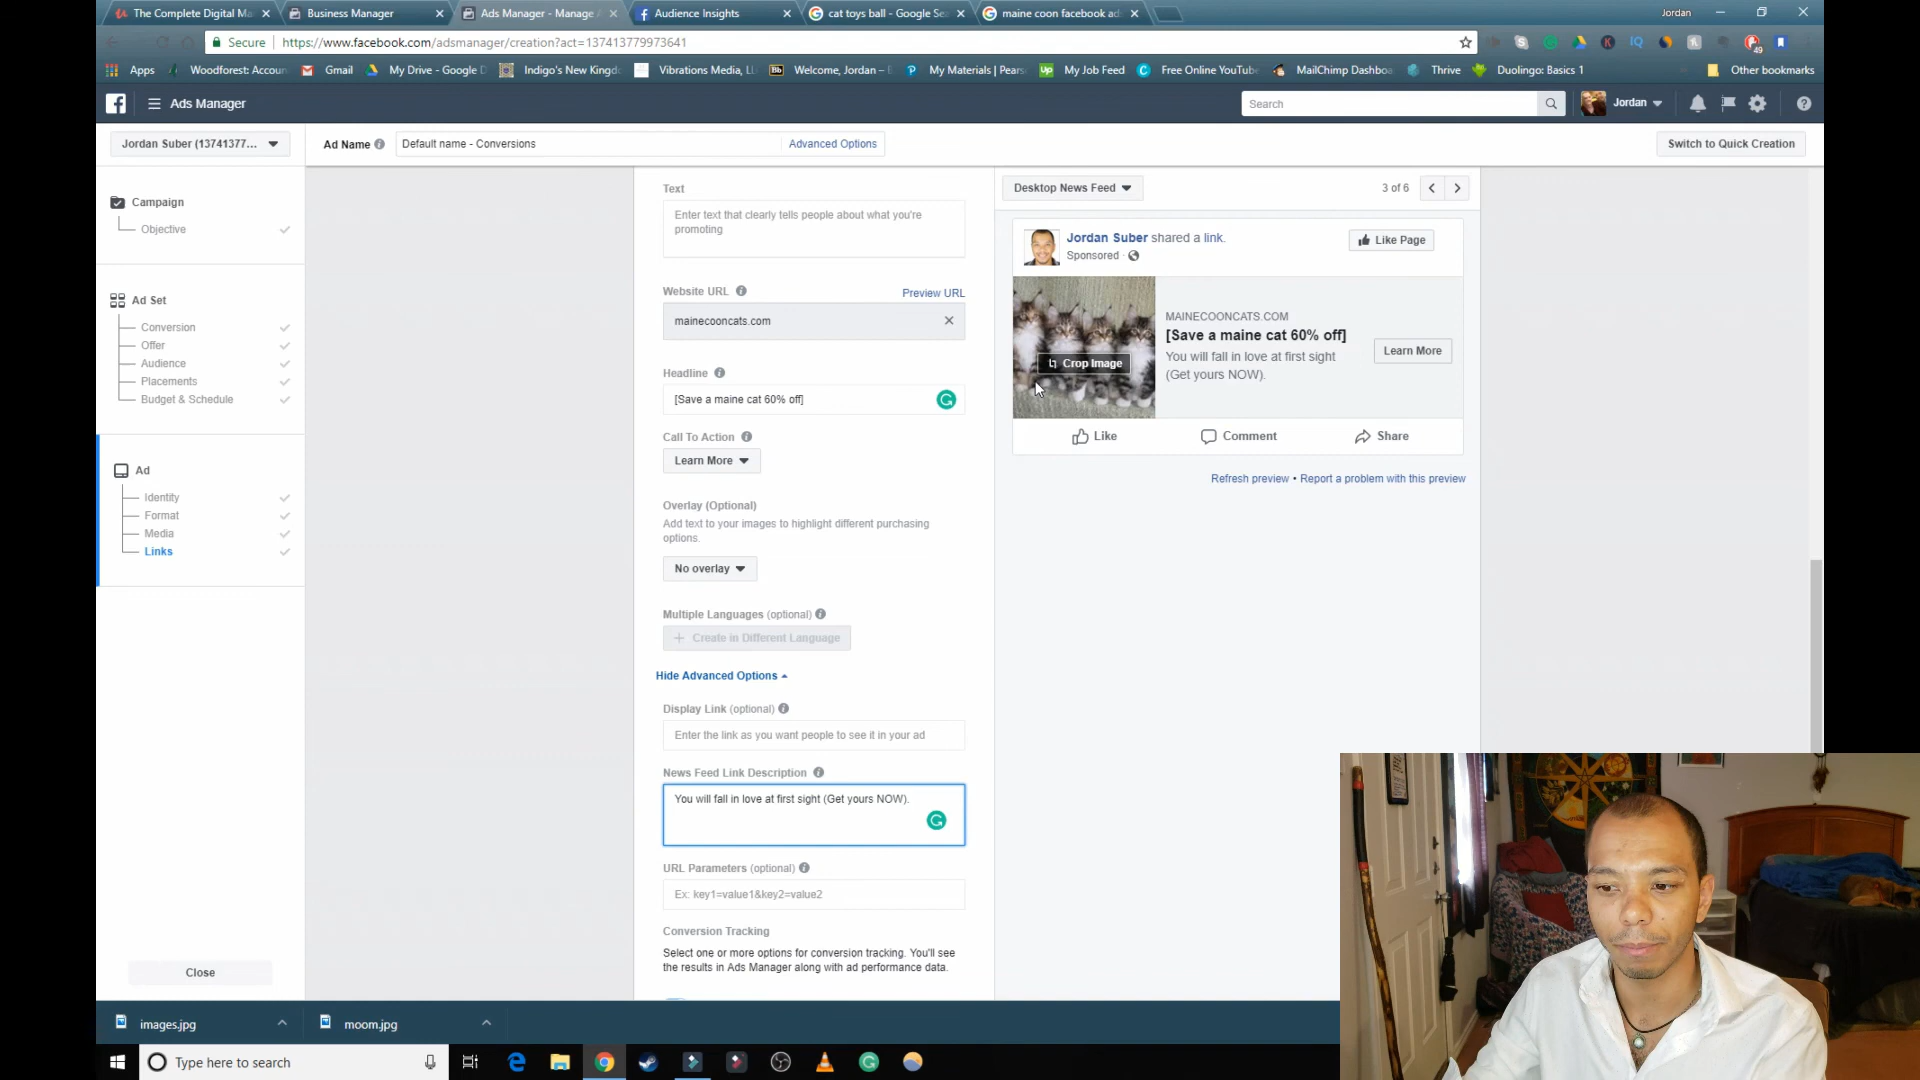 The Complete Digital Ma
Business Manager
Ads Manager - Manage A
Audience Insights
cat toys ball - Google Sea
maine coon facebook ads
Jordan
Secure
https://www.facebook.com/adsmanager/creation?act=137413779973641
IQ
49
Apps
Woodforest: Accoun
Gmail
My Drive - Google D
Indigo's New Kingdo
Vibrations Media, LL
Bb
Welcome, Jordan –
My Materials | Pears
Up
My Job Feed
Free Online YouTube
MailChimp Dashboa
Thrive
Duolingo: Basics 1
Other bookmarks
Ads Manager
Search
Jordan
Jordan Suber (13741377...
Ad Name
Default name - Conversions
Advanced Options
Switch to Quick Creation
Campaign
Objective
Ad Set
Conversion
Offer
Audience
Placements
Budget & Schedule
Ad
Identity
Format
Media
Links
Close
Text
Enter text that clearly tells people about what you're
promoting
Website URL
Preview URL
mainecooncats.com
Headline
[Save a maine cat 60% off]
Call To Action
Learn More
Overlay (Optional)
Add text to your images to highlight different purchasing
options.
No overlay
Multiple Languages (optional)
Create in Different Language
Hide Advanced Options
Display Link (optional)
Enter the link as you want people to see it in your ad
News Feed Link Description
You will fall in love at first sight (Get yours NOW).
URL Parameters (optional)
Ex: key1=value1&key2=value2
Conversion Tracking
Select one or more options for conversion tracking. You'll see
the results in Ads Manager along with ad performance data.
Desktop News Feed
3 of 6
Jordan Suber shared a link.
Sponsored ·
Like Page
Crop Image
MAINECOONCATS.COM
[Save a maine cat 60% off]
You will fall in love at first sight
(Get yours NOW).
Learn More
Like
Comment
Share
Refresh preview • Report a problem with this preview
images.jpg
moom.jpg
Type here to search